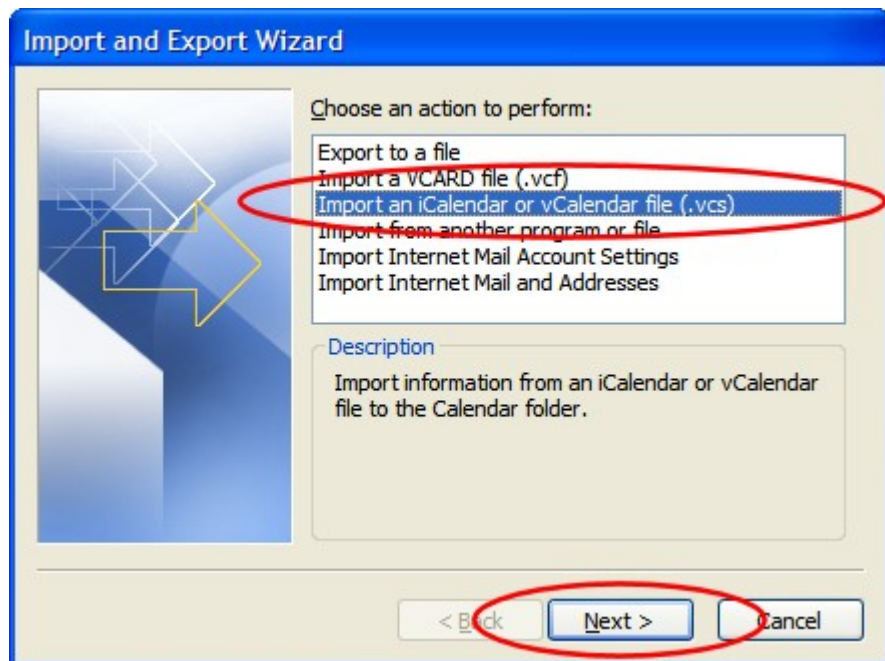 Import and Export Wizard
Choose an action to perform:
Export to a file
Import a VCARD file (.vcf)
Import an iCalendar or vCalendar file (.vcs)
Import from another program or file
Import Internet Mail Account Settings
Import Internet Mail and Addresses
Description
Import information from an iCalendar or vCalendar
file to the Calendar folder.
< Back Next > Cancel